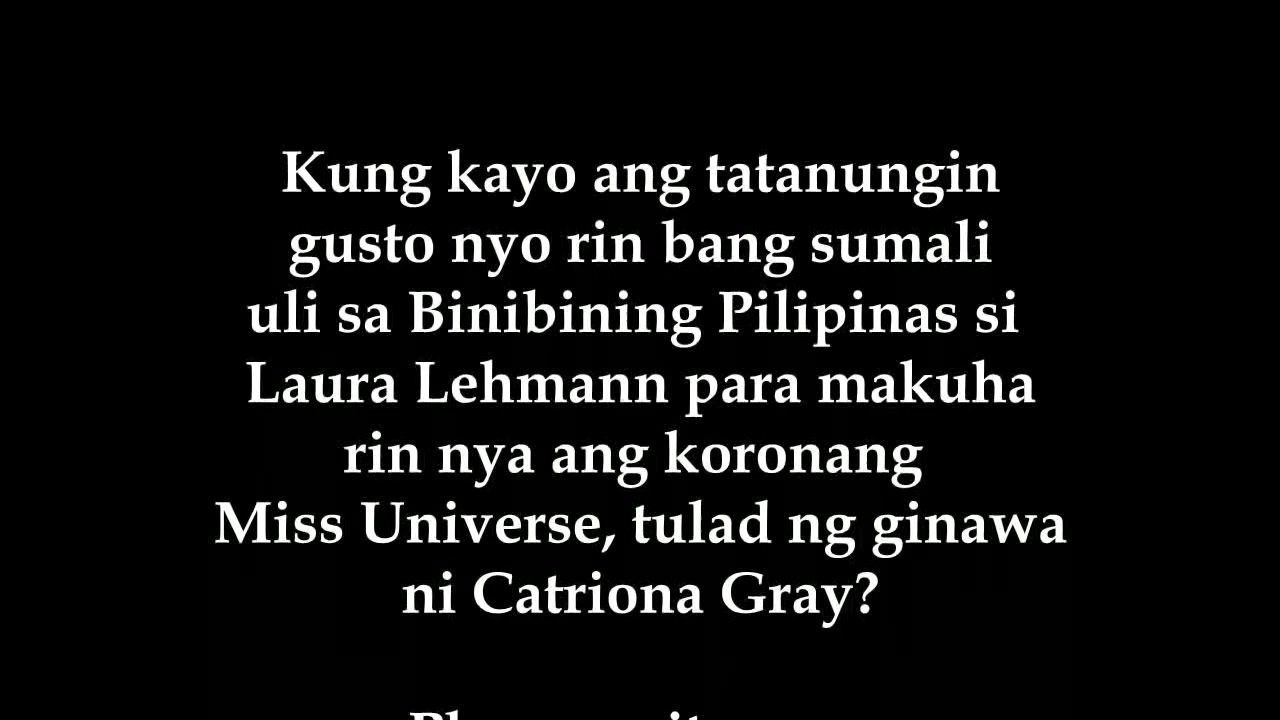 Kung kayo ang tatanungin
gusto nyo rin bang sumali
uli sa Binibining Pilipinas si
Laura Lehmann para makuha
rin nya ang koronang
Miss Universe, tulad ng ginawa
ni Catriona Gray?